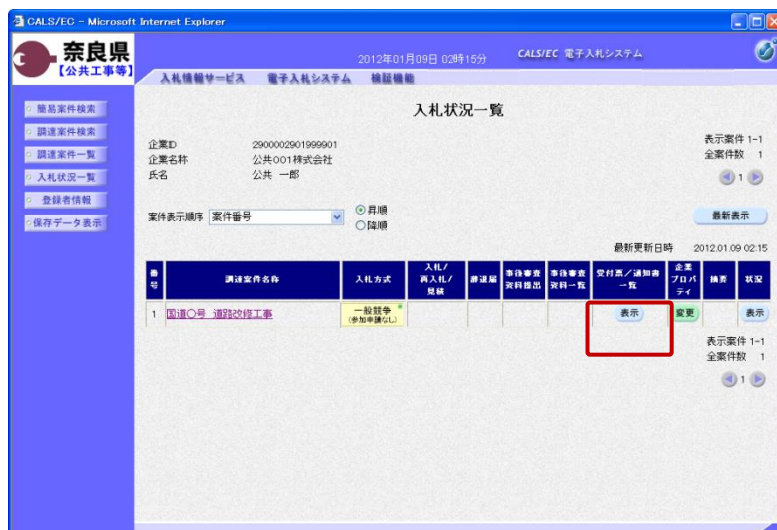 CALS/EC - Microsoft Internet Explorer
奈良県
【公共工事等】
2012年01月09日 02時15分
CALS/EC 電子入札システム
入札情報サービス
電子入札システム
検証機能
簡易案件検索
調達案件検索
調達案件一覧
入札状況一覧
登録者情報
保存データ表示
入札状況一覧
企業ID 2900002901999901
企業名称 公共001株式会社
氏名 公共 一郎
表示案件 1-1
全案件数 1
1
案件表示順序 案件番号
昇順
降順
最新表示
最新更新日時 2012.01.09 02:15
番号
調達案件名称
入札方式
入札/再入札/見積
辞退届
事後審査資料提出
事後審査資料一覧
受付票/通知書一覧
企業プロパティ
摘要
状況
1 国道〇号 道路改修工事
一般競争
(参加申請なし)
表示
変更
表示
表示案件 1-1
全案件数 1
1